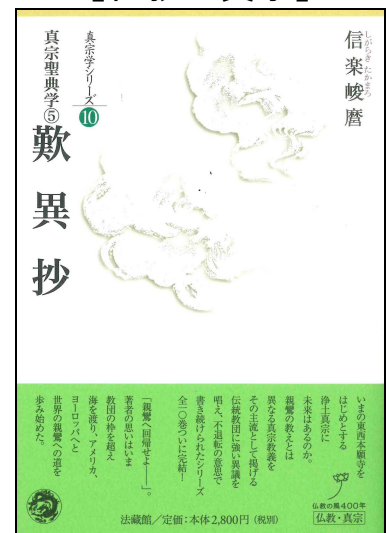 信楽峻麿
しがらき たかまろ
真宗学シリーズ
10
真宗聖典学⑤
歎異抄
いまの東西本願寺を
はじめとする
浄土真宗に
未来はあるのか。
親鸞の教えとは
異なる真宗教義を
その主流として掲げる
伝統教団に強い異議を
唱え、不退転の意思で
書き続けられたシリーズ
全一〇巻ついに完結!
「親鸞へ回帰せよ――」。
著者の思いはいま
教団の枠を超え
海を渡り、アメリカ、
ヨーロッパへと
世界の親鸞への道を
歩み始めた。
仏教の風400年
仏教・真宗
法藏館/定価:本体2,800円(税別)